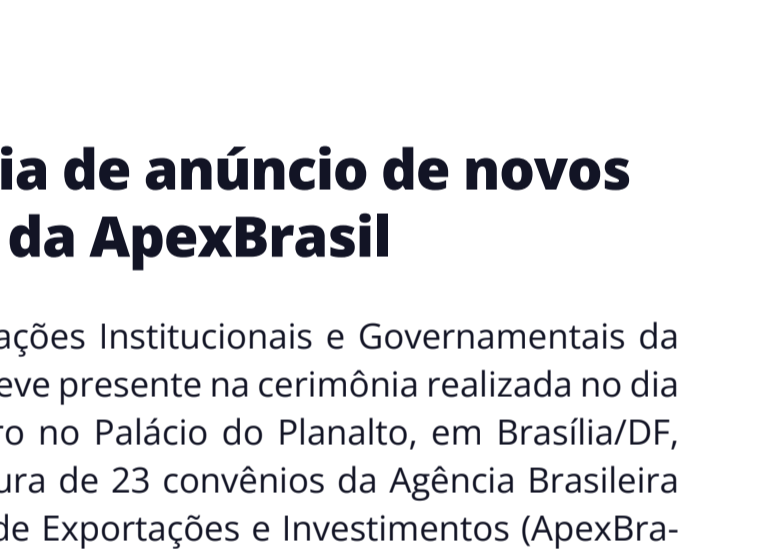 ia de anúncio de novos
da ApexBrasil
ações Institucionais e Governamentais da
eve presente na cerimônia realizada no dia
ro no Palácio do Planalto, em Brasília/DF,
ura de 23 convênios da Agência Brasileira
de Exportações e Investimentos (ApexBra-